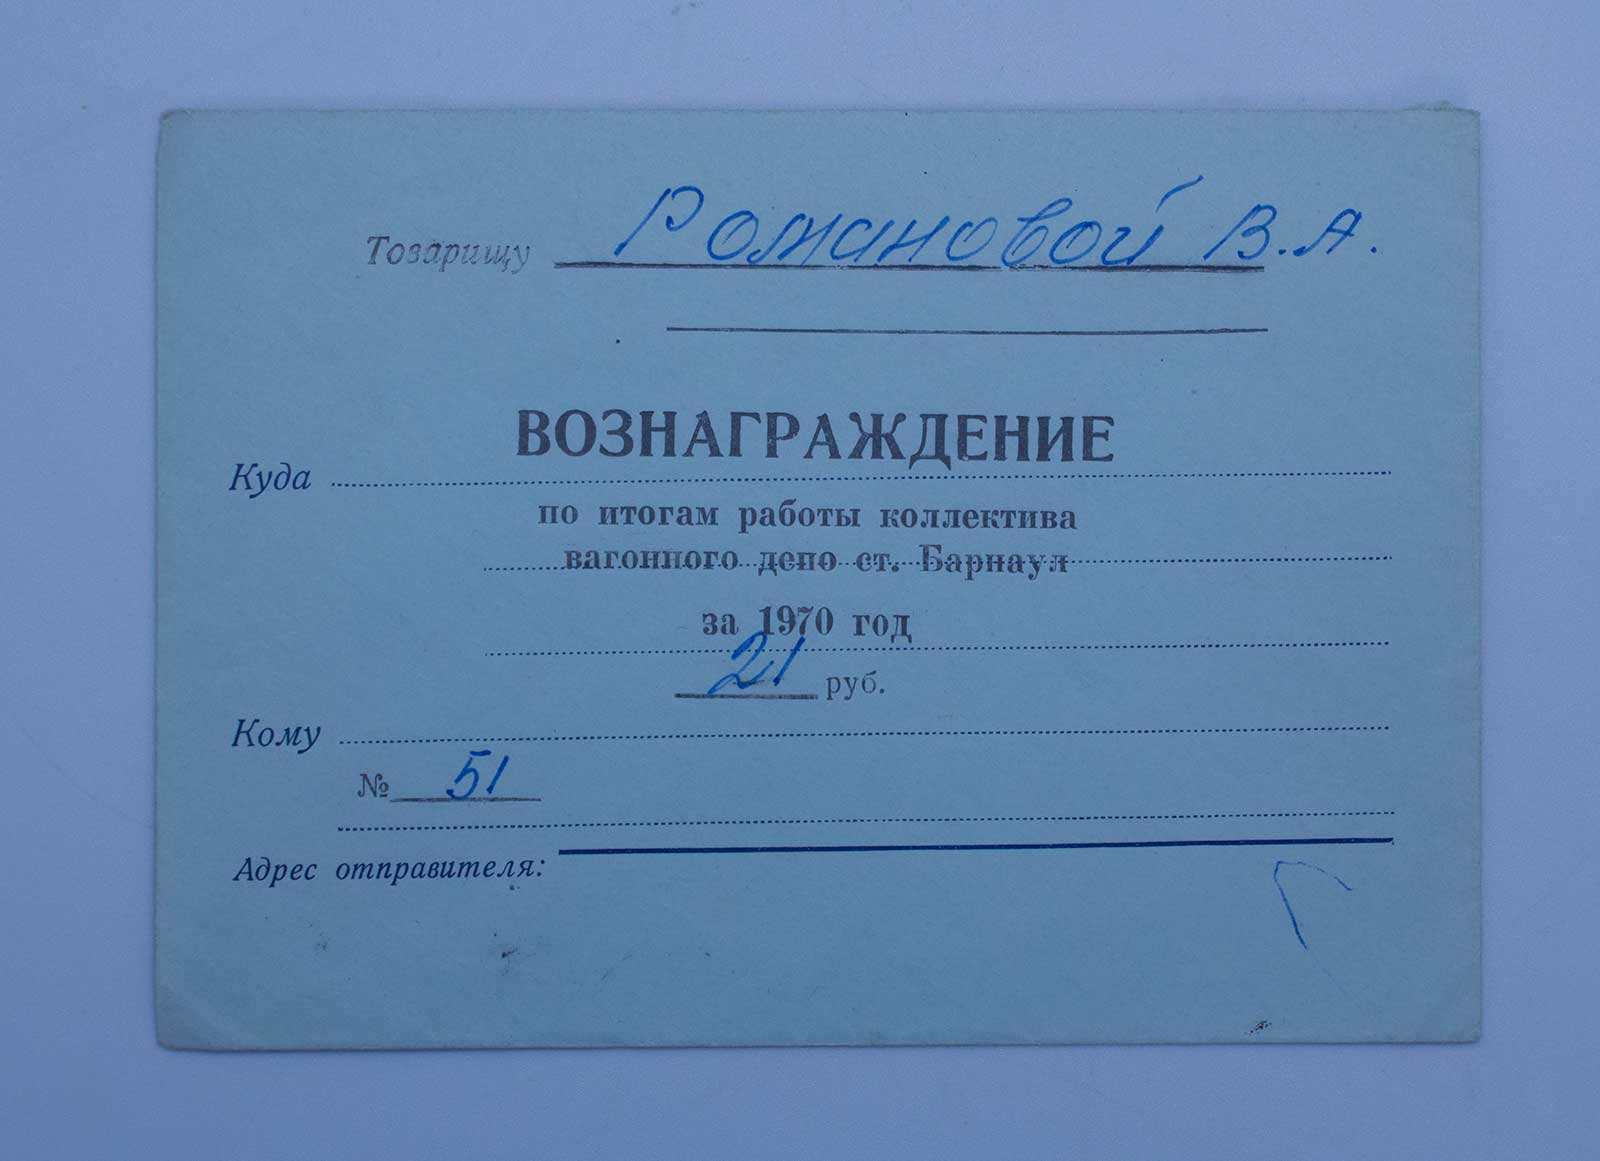 Товарищу Романовой В.А.
ВОЗНАГРАЖДЕНИЕ
Куда
по итогам работы коллектива
вагонного депо ст. Барнаул
за 1970 год
21 руб.
Кому
№ 51
Адрес отправителя: